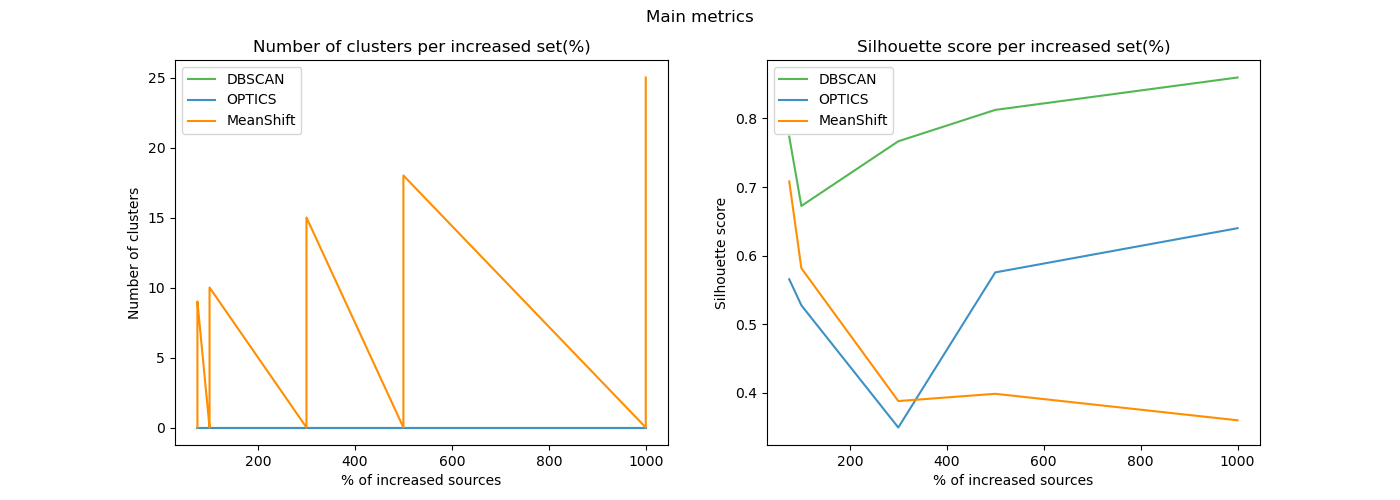 Main metrics
Number of clusters per increased set(%)
DBSCAN
OPTICS
MeanShift
25
20
15
10
5
0
Number of clusters
200
400
600
800
1000
% of increased sources
Silhouette score per increased set(%)
DBSCAN
OPTICS
MeanShift
0.8
0.7
0.6
0.5
0.4
Silhouette score
200
400
600
800
1000
% of increased sources